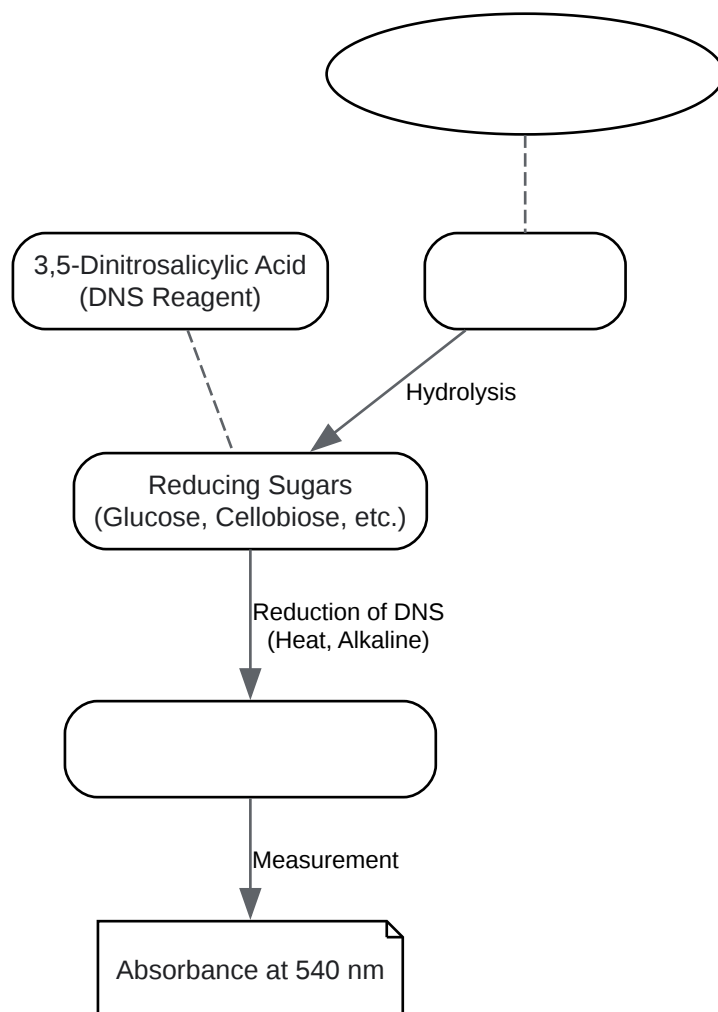 3,5-Dinitrosalicylic Acid
(DNS Reagent)
Hydrolysis
Reducing Sugars
(Glucose, Cellobiose, etc.)
Reduction of DNS
(Heat, Alkaline)
Measurement
Absorbance at 540 nm